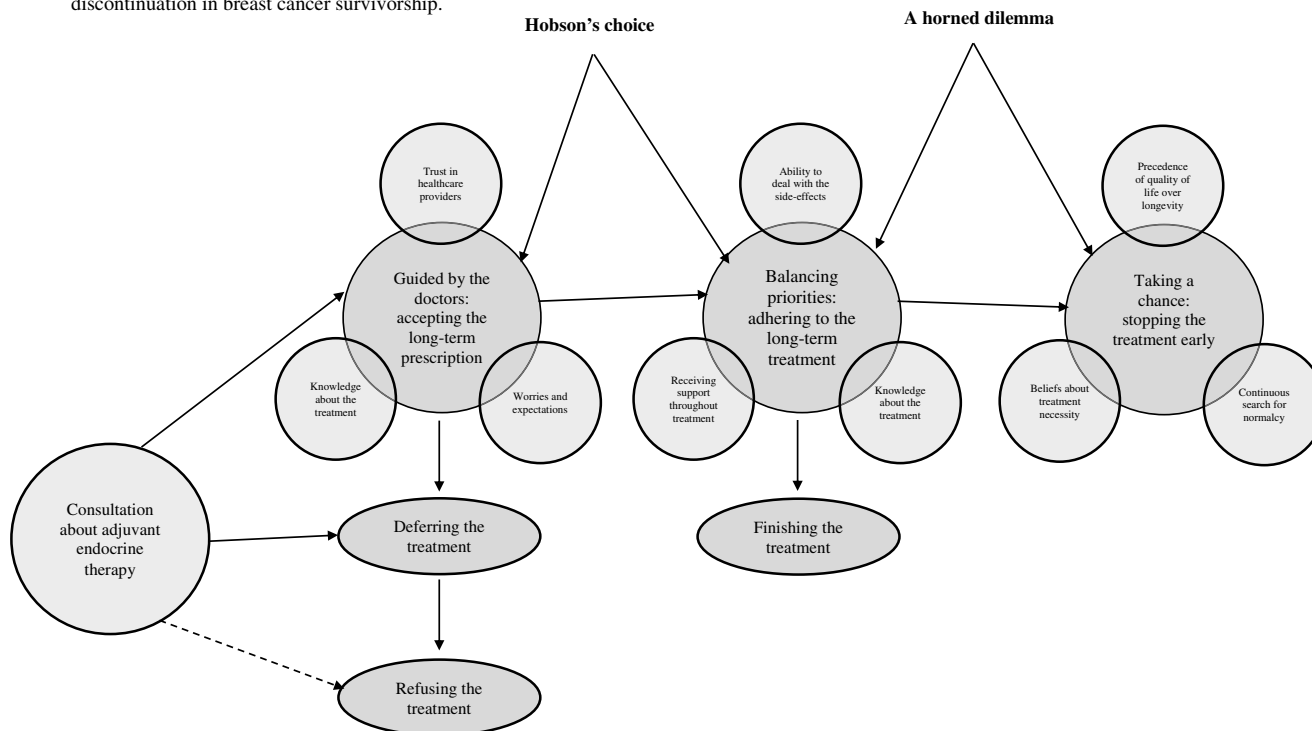 discontinuation in breast cancer survivorship.
Hobson’s choice
A horned dilemma
Trust in
healthcare
providers
Guided by the
doctors:
accepting the
long-term
prescription
Knowledge
about the
treatment
Worries and
expectations
Ability to
deal with the
side-effects
Balancing
priorities:
adhering to the
long-term
treatment
Receiving
support
throughout
treatment
Knowledge
about the
treatment
Precedence
of quality of
life over
longevity
Taking a
chance:
stopping the
treatment early
Beliefs about
treatment
necessity
Continuous
search for
normalcy
Consultation
about adjuvant
endocrine
therapy
Deferring the
treatment
Finishing the
treatment
Refusing the
treatment